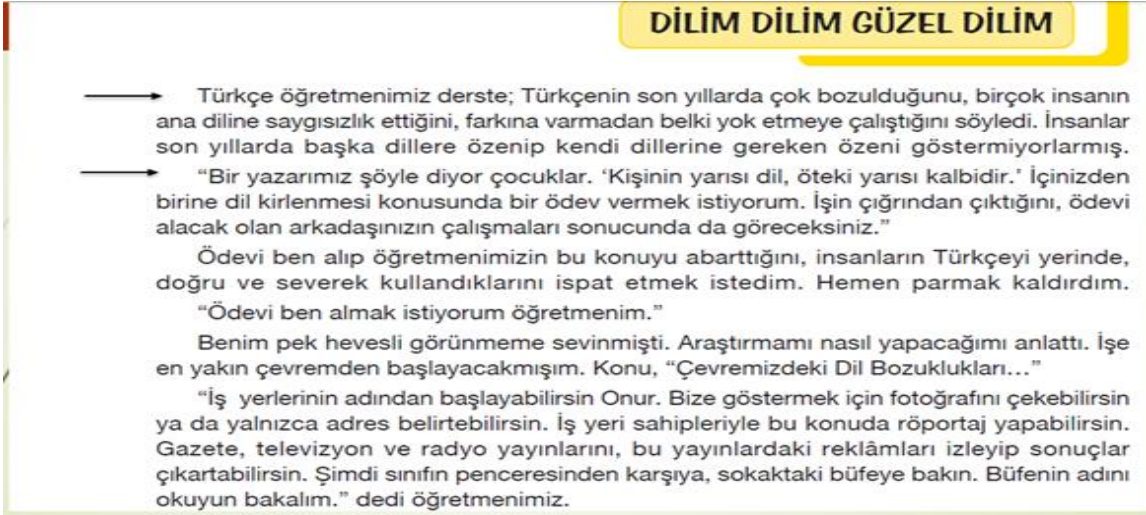 DİLİM DİLİM GÜZEL DİLİM
Türkçe öğretmenimiz derste; Türkçenin son yıllarda çok bozulduğunu, birçok insanın
ana diline saygısızlık ettiğini, farkına varmadan belki yok etmeye çalıştığını söyledi. İnsanlar
son yıllarda başka dillere özenip kendi dillerine gereken özeni göstermiyorlarmış.
“Bir yazarımız şöyle diyor çocuklar. ‘Kişinin yarısı dil, öteki yarısı kalbidir.’ İçinizden
birine dil kirlenmesi konusunda bir ödev vermek istiyorum. İşin çığrından çıktığını, ödevi
alacak olan arkadaşınızın çalışmaları sonucunda da göreceksiniz.”
Ödevi ben alıp öğretmenimizin bu konuyu abarttığını, insanların Türkçeyi yerinde,
doğru ve severek kullandıklarını ispat etmek istedim. Hemen parmak kaldırdım.
“Ödevi ben almak istiyorum öğretmenim.”
Benim pek hevesli görünmeme sevinmişti. Araştırmamı nasıl yapacağımı anlattı. İşe
en yakın çevremden başlayacakmışım. Konu, “Çevremizdeki Dil Bozuklukları...”
“İş yerlerinin adından başlayabilirsin Onur. Bize göstermek için fotoğrafını çekebilirsin
ya da yalnızca adres belirtebilirsin. İş yeri sahipleriyle bu konuda röportaj yapabilirsin.
Gazete, televizyon ve radyo yayınlarını, bu yayınlardaki reklâmları izleyip sonuçlar
çıkartabilirsin. Şimdi sınıfın penceresinden karşıya, sokaktaki büfeye bakın. Büfenin adını
okuyun bakalım.” dedi öğretmenimiz.